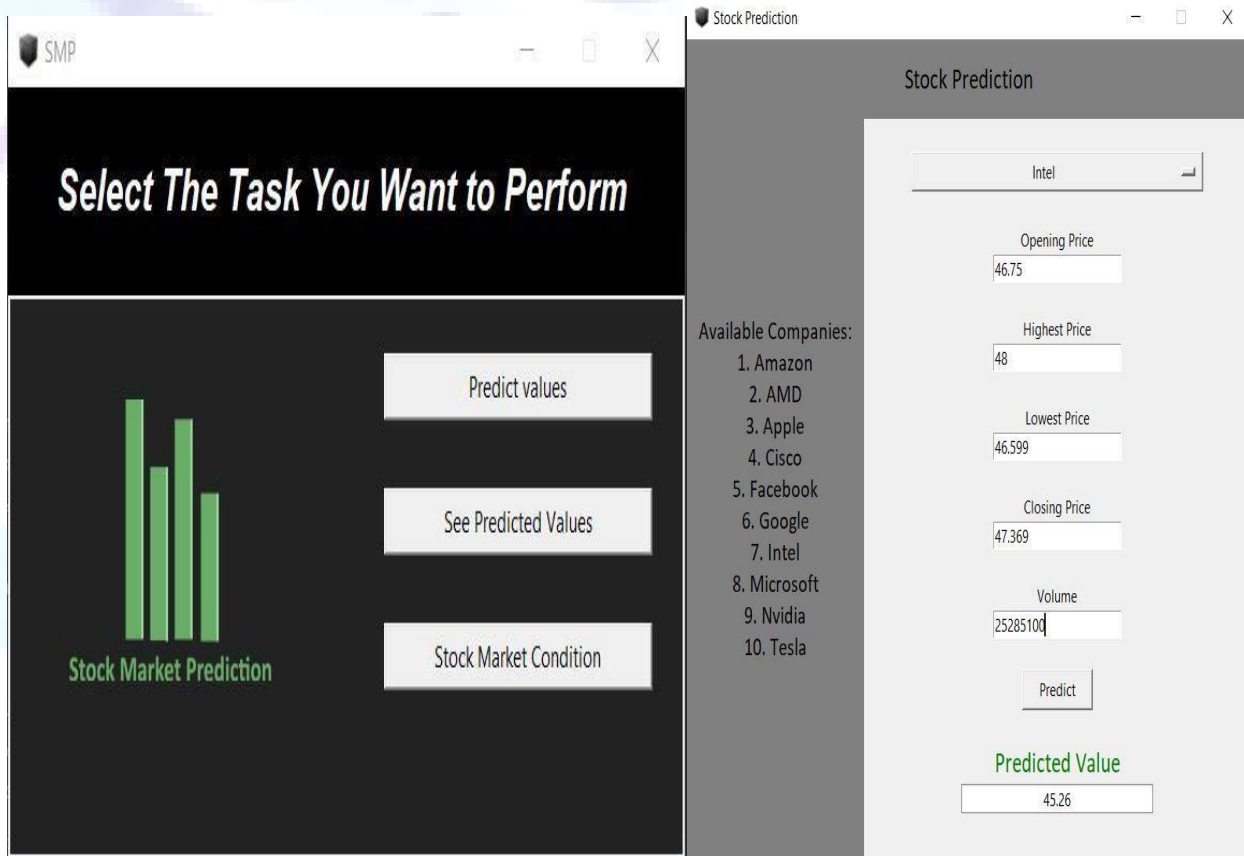 SMP
Select The Task You Want to Perform
Predict values
See Predicted Values
Stock Market Condition
Stock Market Prediction
Stock Prediction
Stock Prediction
Available Companies:
1. Amazon
2. AMD
3. Apple
4. Cisco
5. Facebook
6. Google
7. Intel
8. Microsoft
9. Nvidia
10. Tesla
Intel
Opening Price
46.75
Highest Price
48
Lowest Price
46.599
Closing Price
47.369
Volume
25285100
Predict
Predicted Value
45.26